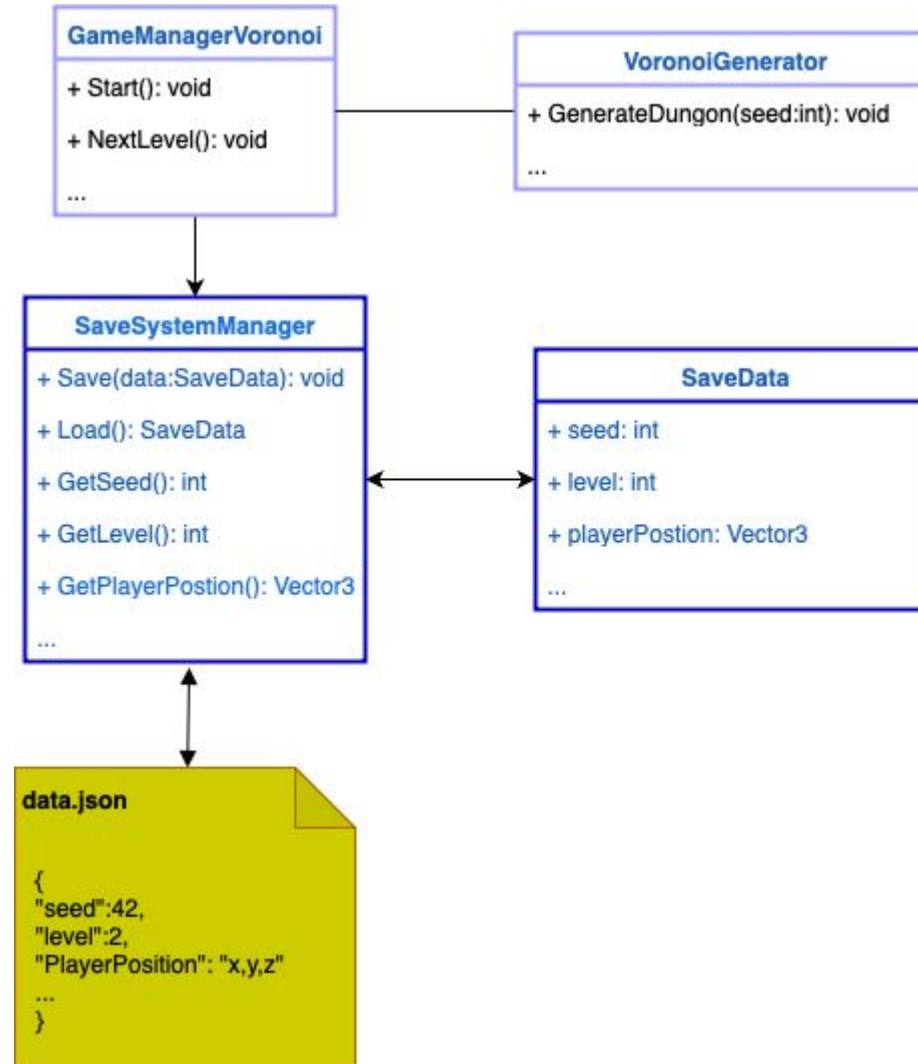 GameManagerVoronoi
+ Start(): void
+ NextLevel(): void
...
VoronoiGenerator
+ GenerateDungon(seed:int): void
...
SaveSystemManager
+ Save(data:SaveData): void
+ Load(): SaveData
+ GetSeed(): int
+ GetLevel(): int
+ GetPlayerPostion(): Vector3
...
SaveData
+ seed: int
+ level: int
+ playerPostion: Vector3
...
data.json
{
"seed":42,
"level":2,
"PlayerPosition": "x,y,z"
...
}